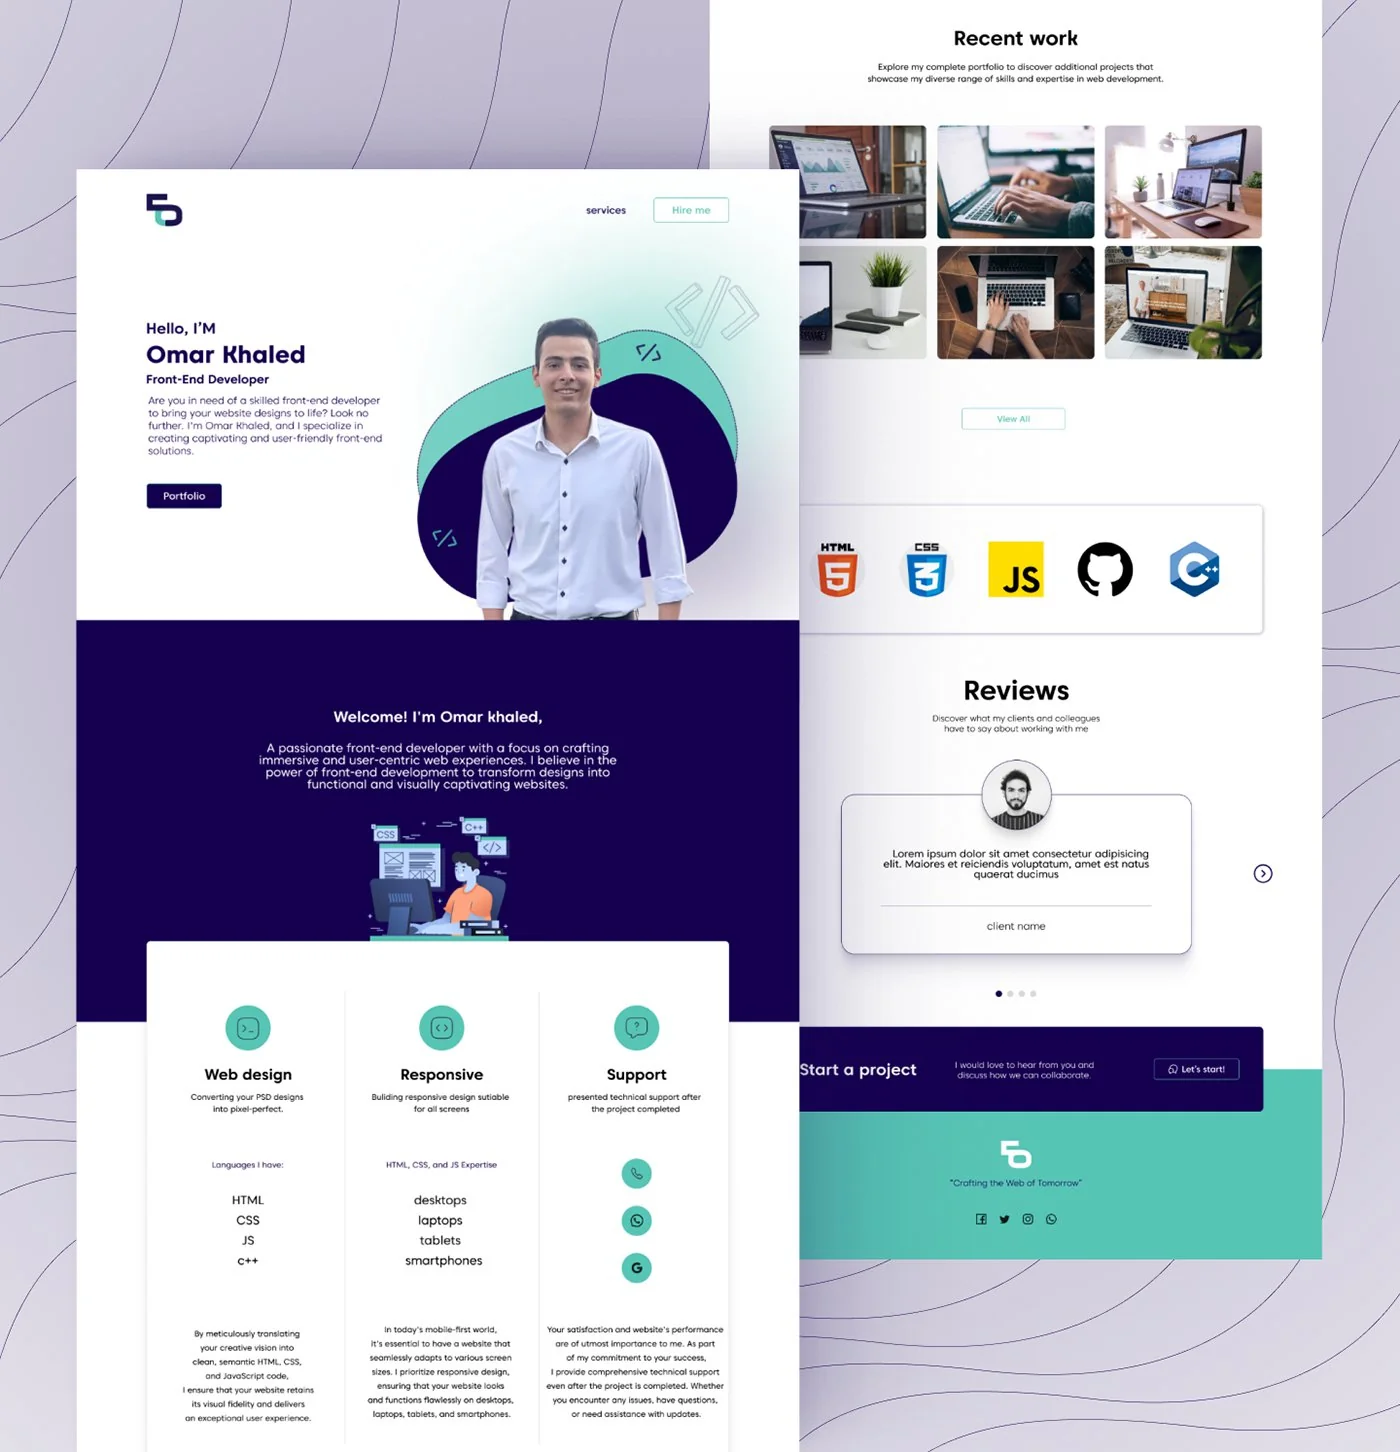 services
Hire me
Hello, I'M
Omar Khaled
Front-End Developer
Are you in need of a skilled front-end developer
to bring your website designs to life? Look no
further. I'm Omar Khaled, and I specialize in
creating captivating and user-friendly front-end
solutions.
Portfolio
</>
</>
</>
Welcome! I'm Omar khaled,
A passionate front-end developer with a focus on crafting
immersive and user-centric web experiences. I believe in the
power of front-end development to transform designs into
functional and visually captivating websites.
CSS
C++
</>
Web design
Converting your PSD designs
into pixel-perfect.
Languages I have:
HTML
CSS
JS
c++
By meticulously translating
your creative vision into
clean, semantic HTML, CSS,
and JavaScript code,
I ensure that your website retains
its visual fidelity and delivers
an exceptional user experience.
Responsive
Buliding responsive design sutiable
for all screens
HTML, CSS, and JS Expertise
desktops
laptops
tablets
smartphones
In today's mobile-first world,
it's essential to have a website that
seamlessly adapts to various screen
sizes. I prioritize responsive design,
ensuring that your website looks
and functions flawlessly on desktops,
laptops, tablets, and smartphones.
Support
presented technical support after
the project completed
G
Your satisfaction and website's performance
are of utmost importance to me. As part
of my commitment to your success,
I provide comprehensive technical support
even after the project is completed. Whether
you encounter any issues, have questions,
or need assistance with updates.
Recent work
Explore my complete portfolio to discover additional projects that
showcase my diverse range of skills and expertise in web development.
View All
HTML
5
CSS
3
JS
C++
Reviews
Discover what my clients and colleagues
have to say about working with me
Lorem ipsum dolor sit amet consectetur adipisicing
elit. Maiores et reiciendis voluptatum, amet est natus
quaerat ducimus
client name
Start a project
I would love to hear from you and
discuss how we can collaborate.
Let's start!
"Crafting the Web of Tomorrow"